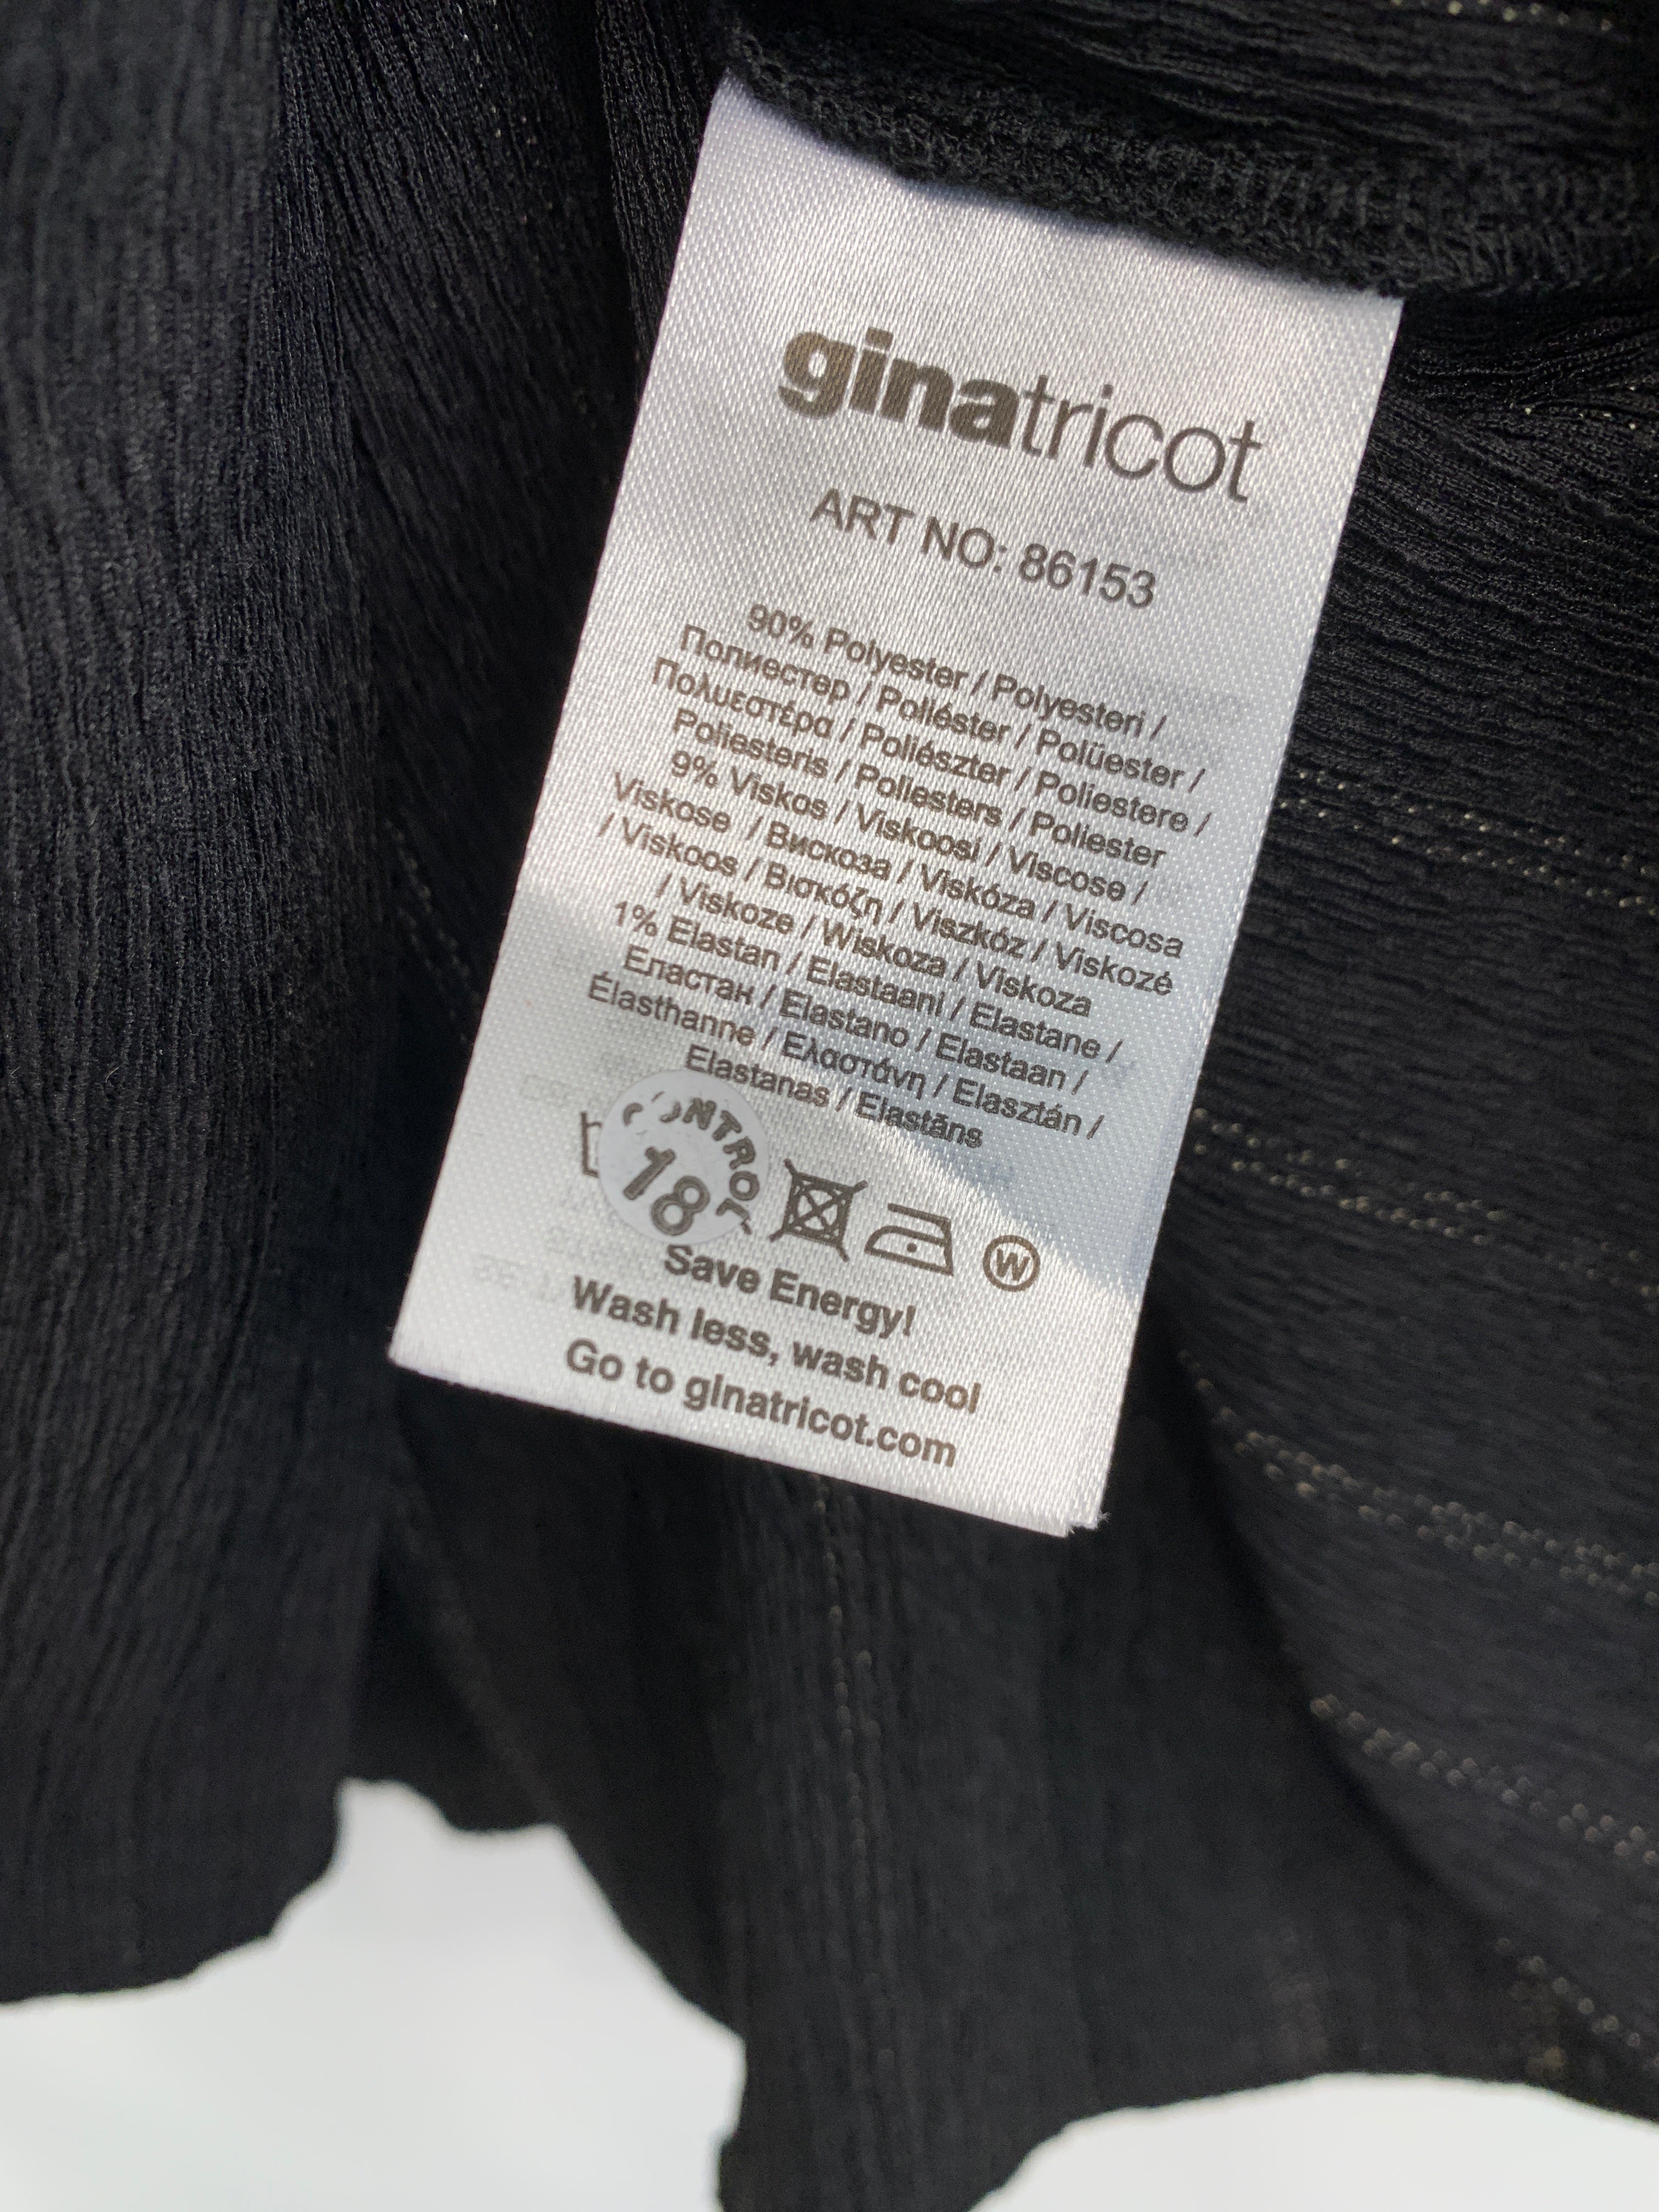 ginatricot
ART NO: 86153
90% Polyester / Polyesteri /
Полиестер / Poliéster / Polüester /
Πολυεστέρα / Poliészter / Poliestere /
Poliesteris / Poliesters / Poliester
9% Viskos / Viskoosi / Viscose /
Viskose / Вискоза / Viskóza / Viscosa
/ Viskoos / Βισκόζη / Viszkóz / Viskozé
/ Viskoze / Wiskoza / Viskoza
1% Elastan / Elastaani / Elastane /
Еластан / Elastano / Elastaan /
Élasthanne / Ελαστάνη / Elasztán /
Elastanas / Elastāns
CONTROL
18
W
Save Energy!
Wash less, wash cool
Go to ginatricot.com